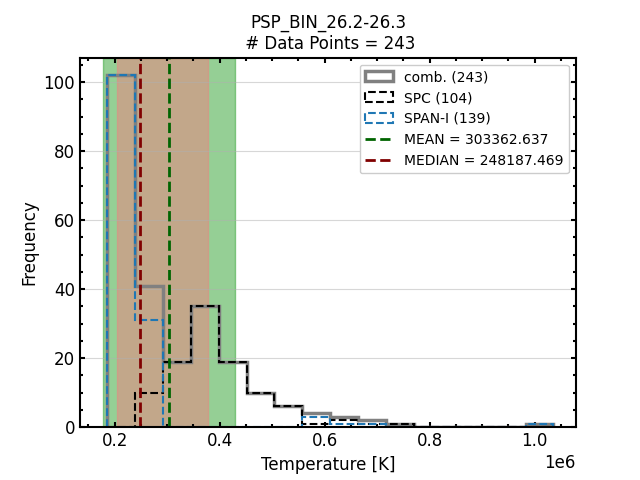 PSP_BIN_26.2-26.3
# Data Points = 243
comb. (243)
SPC (104)
SPAN-I (139)
MEAN = 303362.637
MEDIAN = 248187.469
100
80
60
40
20
0
Frequency
0.2 0.4 0.6 0.8 1.0
1e6
Temperature [K]